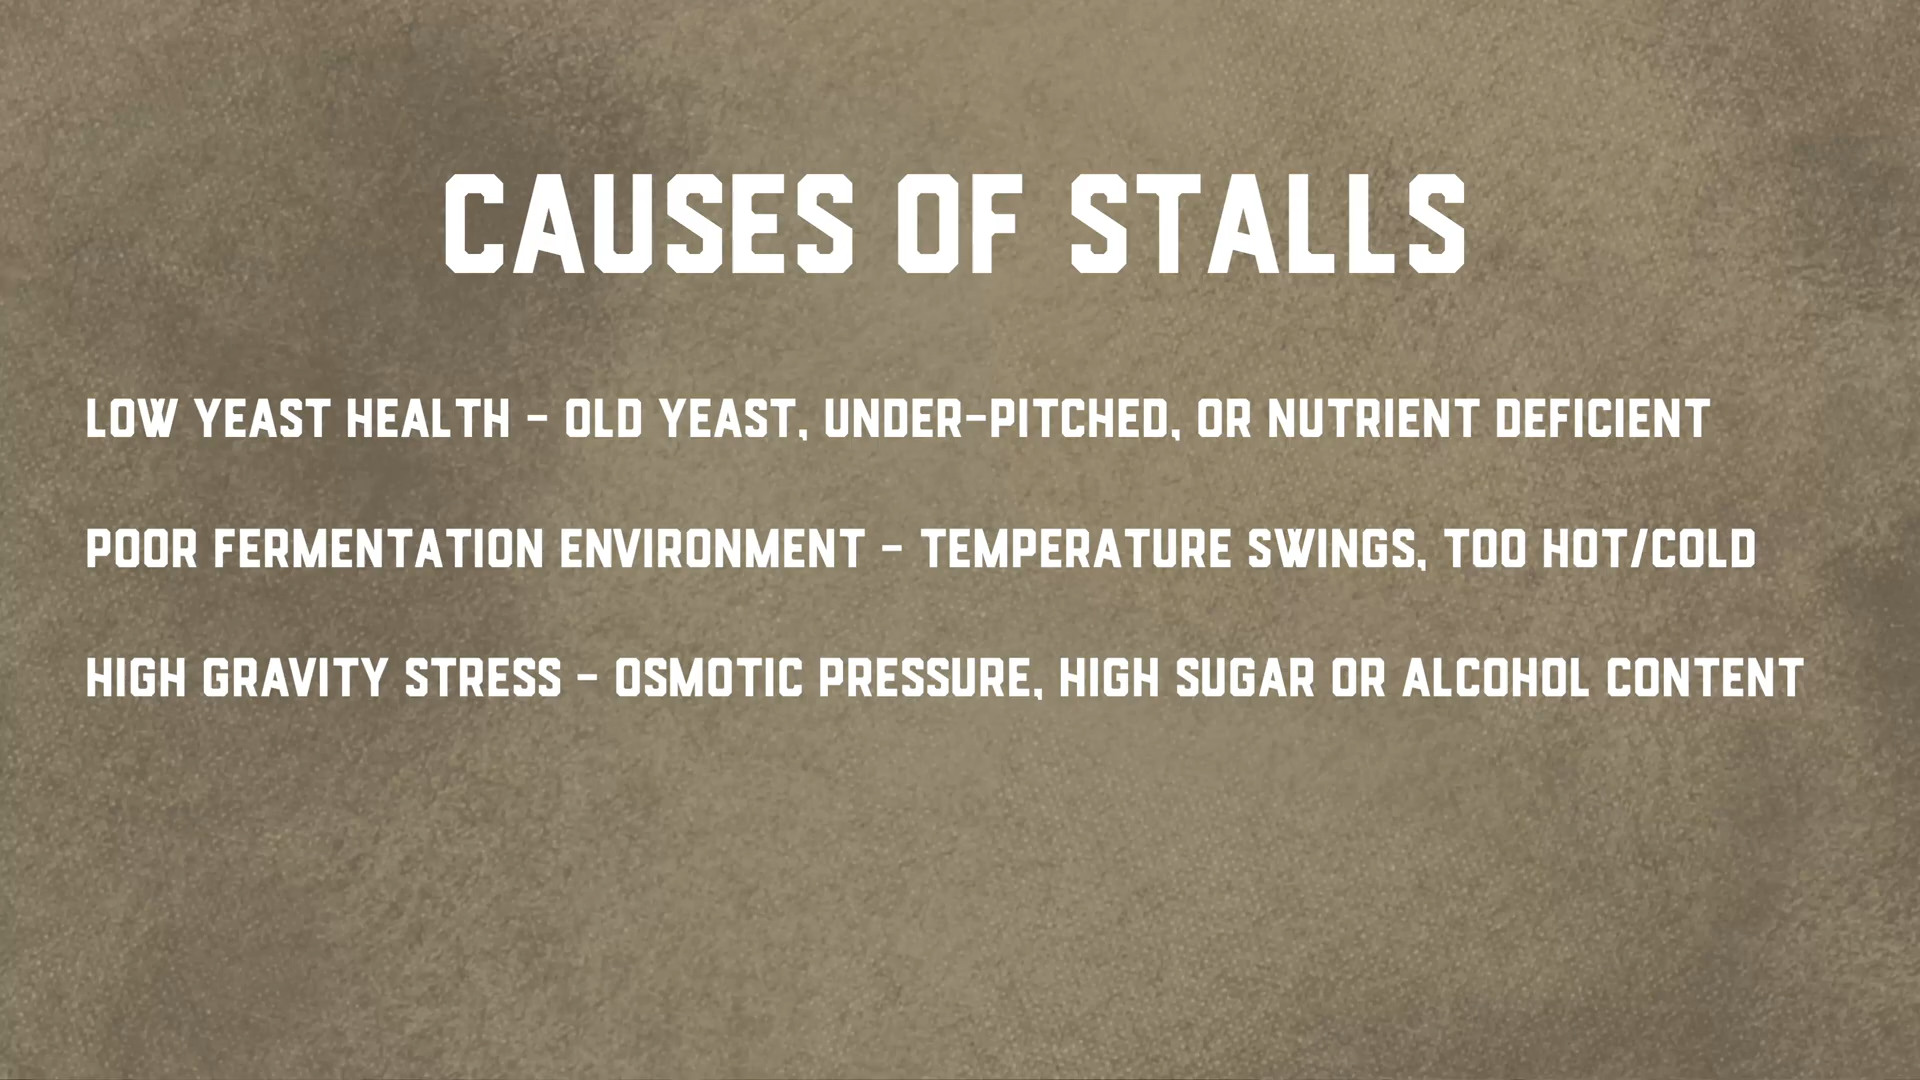 CAUSES OF STALLS
LOW YEAST HEALTH - OLD YEAST, UNDER-PITCHED, OR NUTRIENT DEFICIENT
POOR FERMENTATION ENVIRONMENT - TEMPERATURE SWINGS, TOO HOT/COLD
HIGH GRAVITY STRESS - OSMOTIC PRESSURE, HIGH SUGAR OR ALCOHOL CONTENT